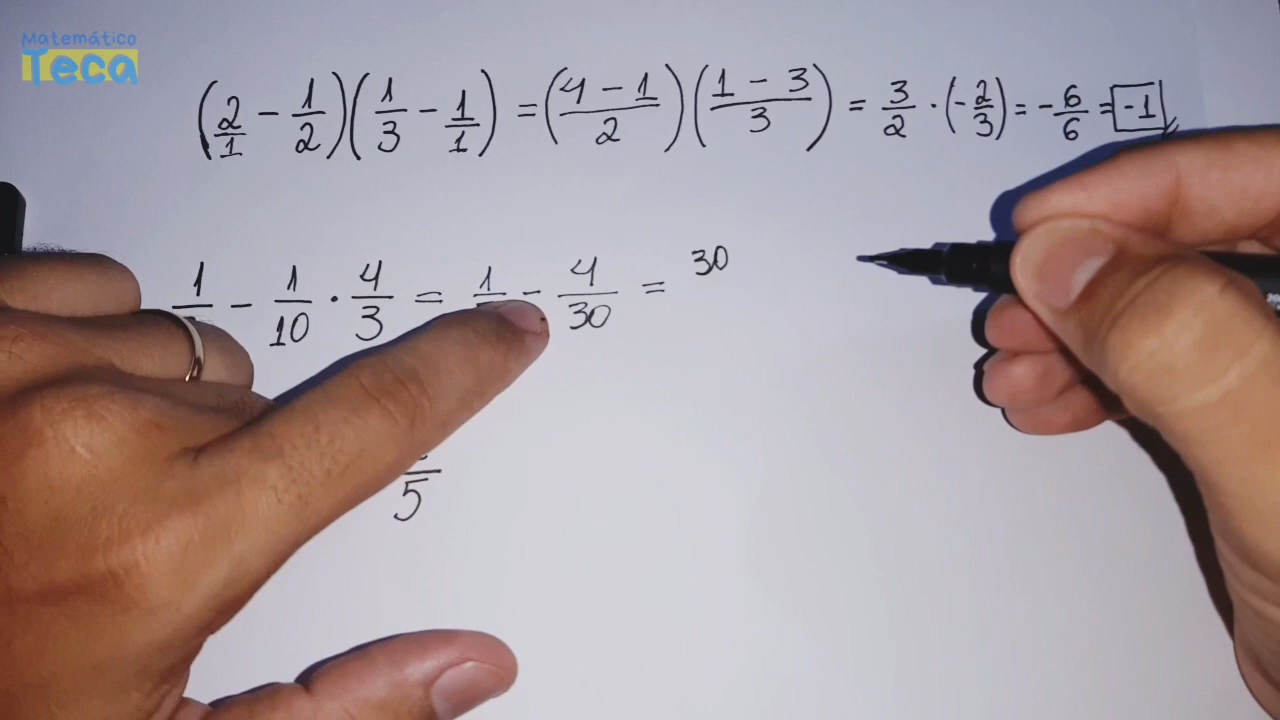 Matemático
Teca
(2/1 - 1/2)(1/3 - 1/1) = (4 - 1/2)(1 - 3/3) = 3/2 · (-2/3) = -6/6 = -1
1/ - 1/10 · 4/3 = 1/ - 4/30 = 30
/5